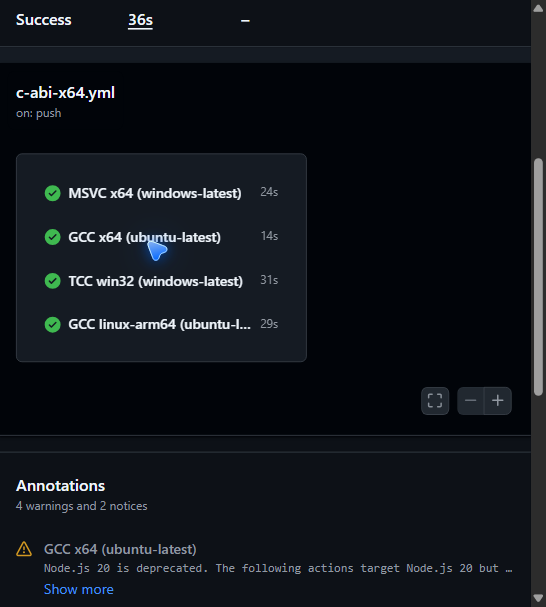 Success 36s –
c-abi-x64.yml
on: push
MSVC x64 (windows-latest) 24s
GCC x64 (ubuntu-latest) 14s
TCC win32 (windows-latest) 31s
GCC linux-arm64 (ubuntu-l... 29s
Annotations
4 warnings and 2 notices
GCC x64 (ubuntu-latest)
Node.js 20 is deprecated. The following actions target Node.js 20 but …
Show more